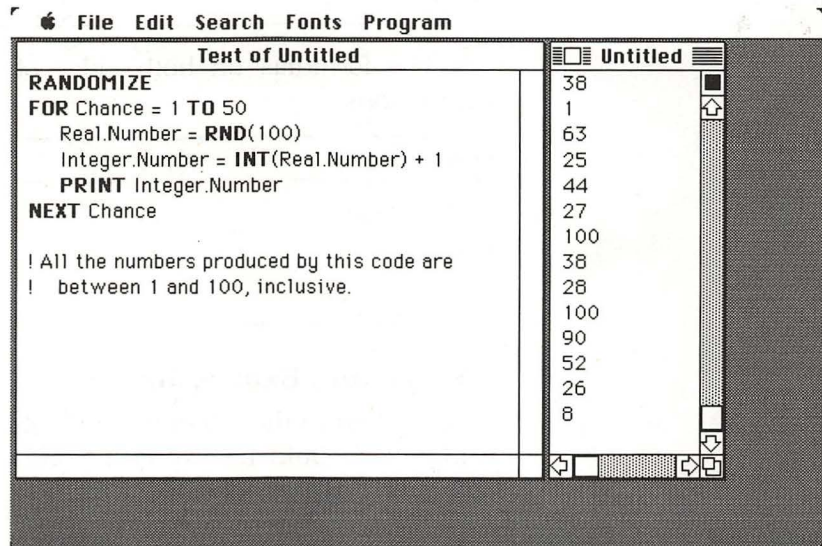 File Edit Search Fonts Program
Text of Untitled
RANDOMIZE
FOR Chance = 1 TO 50
Real.Number = RND(100)
Integer.Number = INT(Real.Number) + 1
PRINT Integer.Number
NEXT Chance
! All the numbers produced by this code are
! between 1 and 100, inclusive.
Untitled
38
1
63
25
44
27
100
38
28
100
90
52
26
8